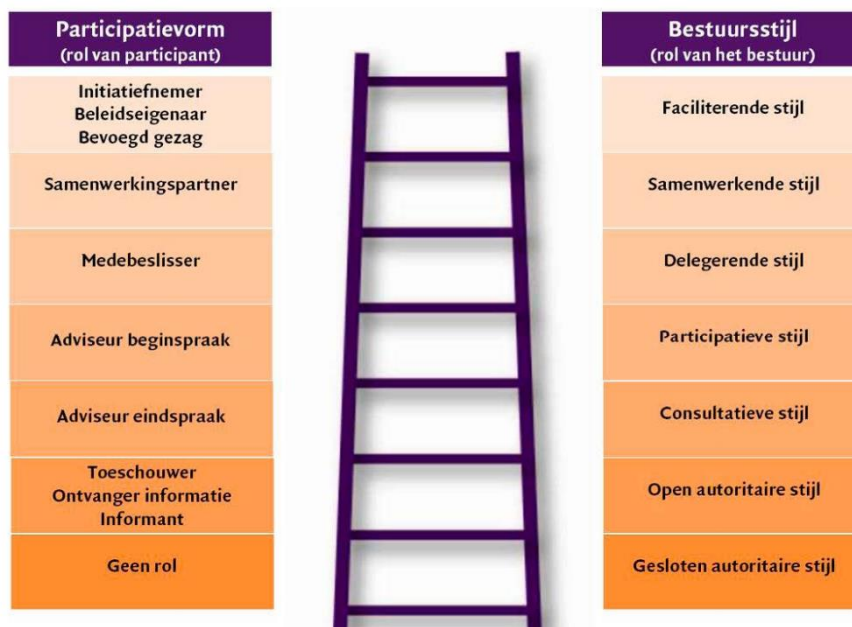 Participatievorm
(rol van participant)
Initiatiefnemer
Beleidseigenaar
Bevoegd gezag
Samenwerkingspartner
Medebeslisser
Adviseur beginspraak
Adviseur eindspraak
Toeschouwer
Ontvanger informatie
Informant
Geen rol
Bestuursstijl
(rol van het bestuur)
Faciliterende stijl
Samenwerkende stijl
Delegerende stijl
Participatieve stijl
Consultatieve stijl
Open autoritaire stijl
Gesloten autoritaire stijl